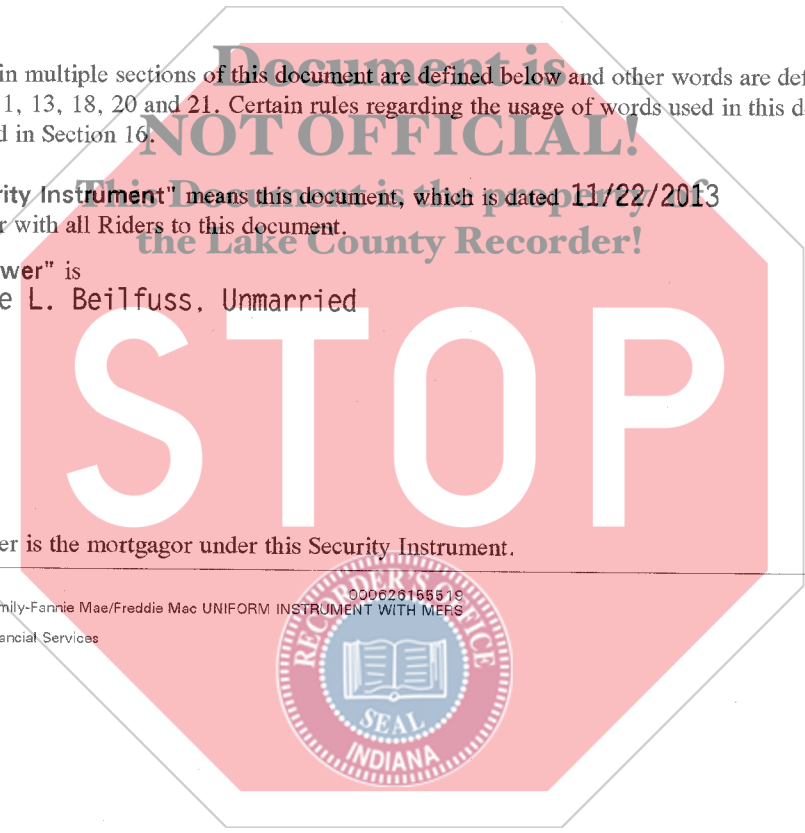 Document is
in multiple sections of this document are defined below and other words are def
1, 13, 18, 20 and 21. Certain rules regarding the usage of words used in this d
d in Section 16.
NOT OFFICIAL!
rity Instrument" means this document, which is dated 11/22/2013
This Document is the property of
r with all Riders to this document.
the Lake County Recorder!
wer" is
e L. Beilfuss, Unmarried
STOP
er is the mortgagor under this Security Instrument.
000626155519
mily-Fannie Mae/Freddie Mac UNIFORM INSTRUMENT WITH MERS
ancial Services
RECORDER'S OFFICE
SEAL
INDIANA